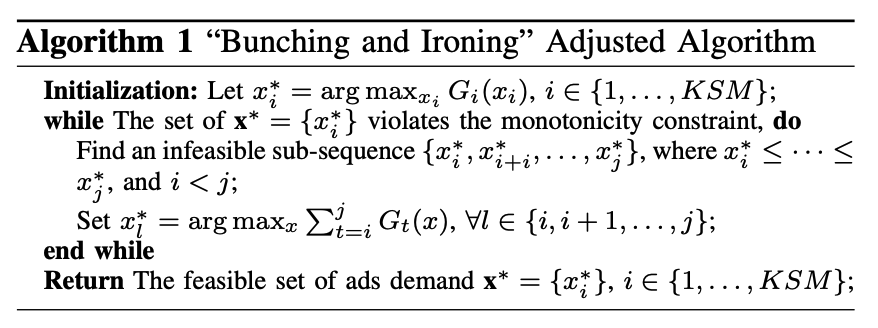 Algorithm 1 “Bunching and Ironing” Adjusted Algorithm
Initialization: Let $x_i^* = \arg\max_{x_i} G_i(x_i)$, $i \in \{1, \ldots, KSM\}$;
while The set of $\mathbf{x}^* = \{x_i^*\}$ violates the monotonicity constraint, do
Find an infeasible sub-sequence $\{x_i^*, x_{i+i}^*, \ldots, x_j^*\}$, where $x_i^* \leq \cdots \leq$
$x_j^*$, and $i < j$;
Set $x_l^* = \arg\max_x \sum_{t=i}^{j} G_t(x)$, $\forall l \in \{i, i+1, \ldots, j\}$;
end while
Return The feasible set of ads demand $\mathbf{x}^* = \{x_i^*\}$, $i \in \{1, \ldots, KSM\}$;